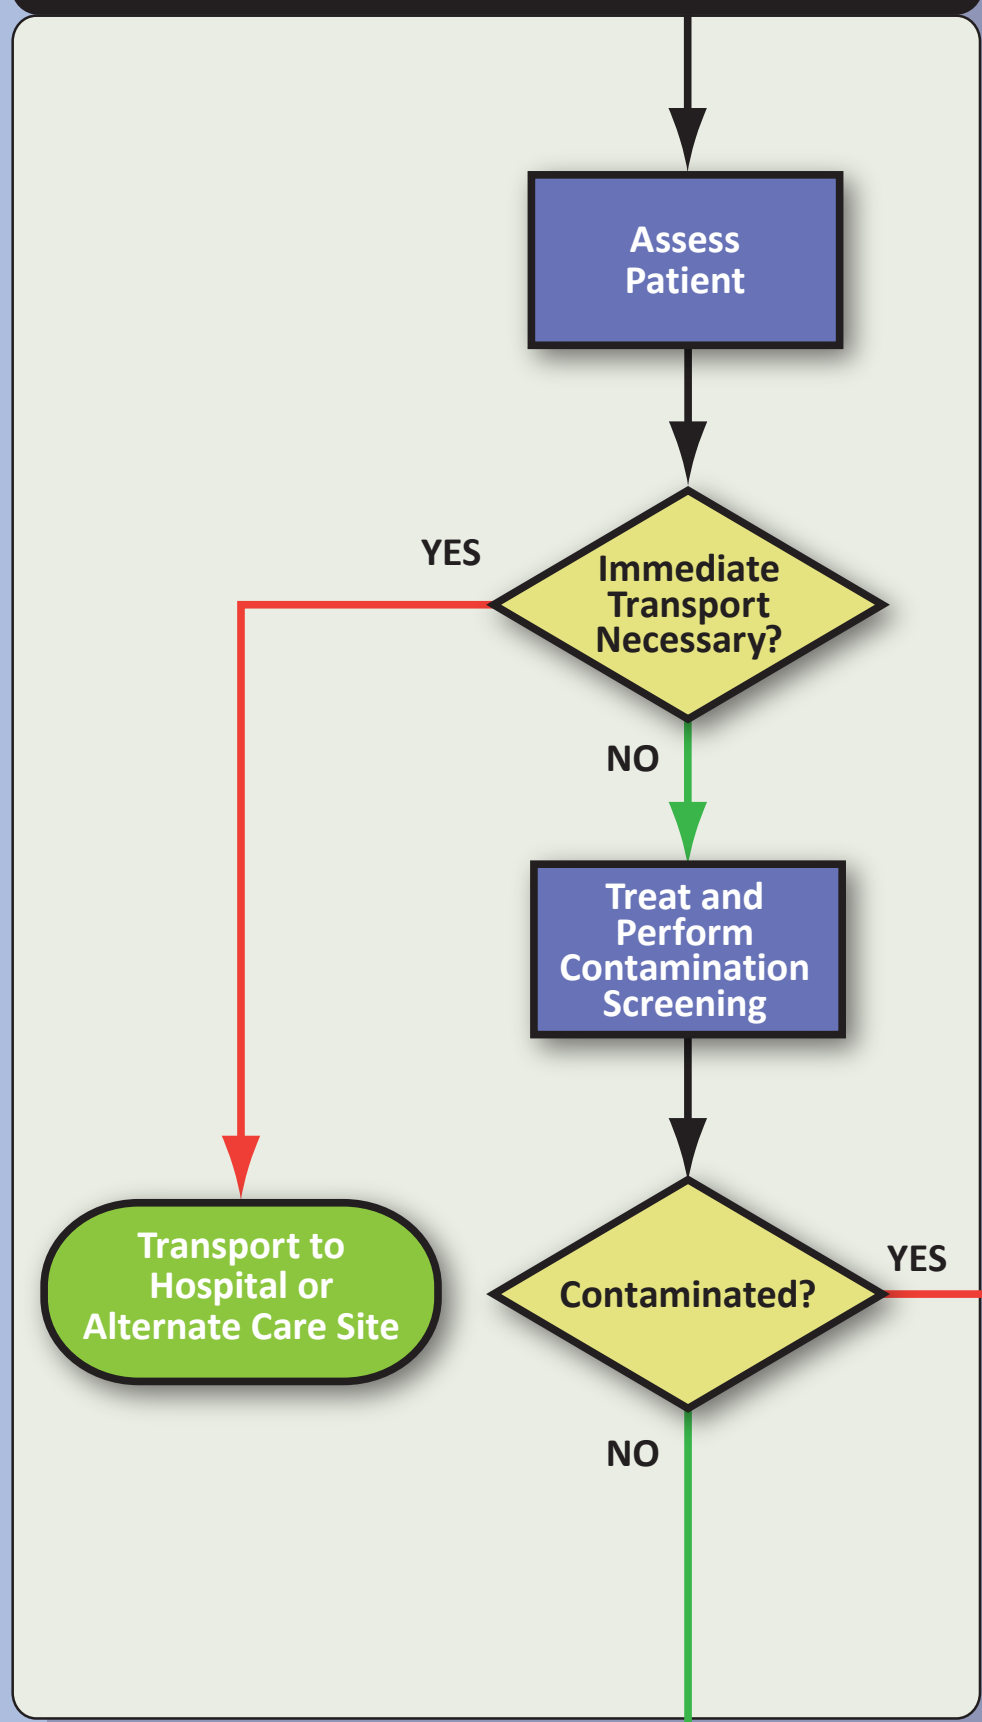 Assess
Patient
YES
Immediate
Transport
Necessary?
NO
Treat and
Perform
Contamination
Screening
Transport to
Hospital or
Alternate Care Site
Contaminated?
YES
NO